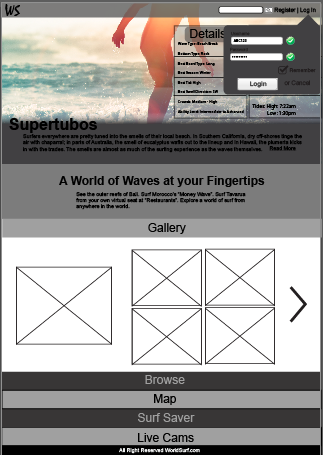 WS
GO Register | Log In
Details
Wave Type: Beach Break
Username
ABC123
Bottom Type: Rock
Password
********
Best Board Type: Long
Best Season: Winter
Remember
Best Tide: High
Best Swell Direction: SW
Login or Cancel
Crowds: Medium - High
Ability Level: Intermediate to Advanced
Tides: High: 7:22am
Low: 1:30pm
Supertubos
Surfers everywhere are pretty tuned into the smells of their local beach. In Southern California, dry off-shores tinge the
air with chaparral; in parts of Australia, the small of eucalyptus wafts out to the lineup and in Hawaii, the plumeria kicks
in with the trades. The smells are almost as much of the surfing experience as the waves themselves. Read More
A World of Waves at your Fingertips
See the outer reefs of Bali. Surf Morocco's "Money Wave". Surf Tavarua
from your own virtual seat at "Restaurants". Explore a world of surf from
anywhere in the world.
Gallery
Browse
Map
Surf Saver
Live Cams
All Right Reserved WorldSurf.com